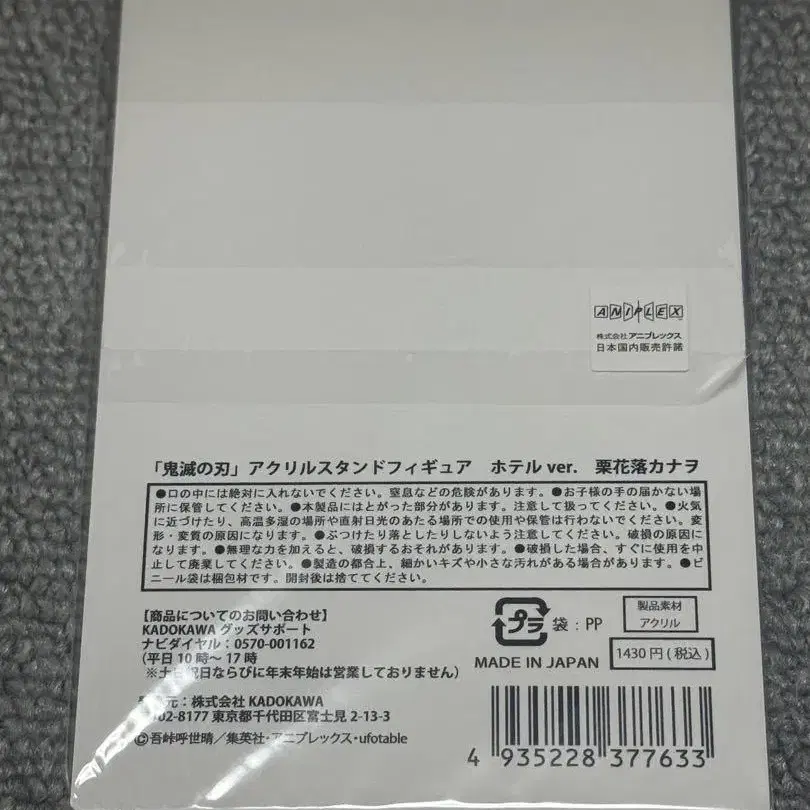 ANIPLEX
株式会社 アニプレックス
日本国内販売許諾
「鬼滅の刃」アクリルスタンドフィギュア　ホテル ver.　栗花落カナヲ
●口の中には絶対に入れないでください。窒息などの危険があります。●お子様の手の届かない場
所に保管してください。●本製品にはとがった部分があります。注意して扱ってください。●火気
に近づけたり、高温多湿の場所や直射日光のあたる場所での使用や保管は行わないでください。変
形・変質の原因になります。●ぶつけたり落としたりしないよう注意してください。破損の原因に
なります。●無理な力を加えると、破損するおそれがあります。●破損した場合、すぐに使用を中
止して廃棄してください。●製造の都合上、細かいキズや小さな汚れがある場合があります。●ビ
ニール袋は梱包材です。開封後は捨ててください。
【商品についてのお問い合わせ】
KADOKAWA グッズサポート
ナビダイヤル：0570-001162
(平日 10 時～ 17 時
※土日祝日ならびに年末年始は営業しておりません）
元：株式会社 KADOKAWA
02-8177 東京都千代田区富士見 2-13-3
©吾峠呼世晴／集英社・アニプレックス・ufotable
プラ 袋：PP
製品素材
アクリル
MADE IN JAPAN
1430 円 ( 税込 )
4 935228 377633